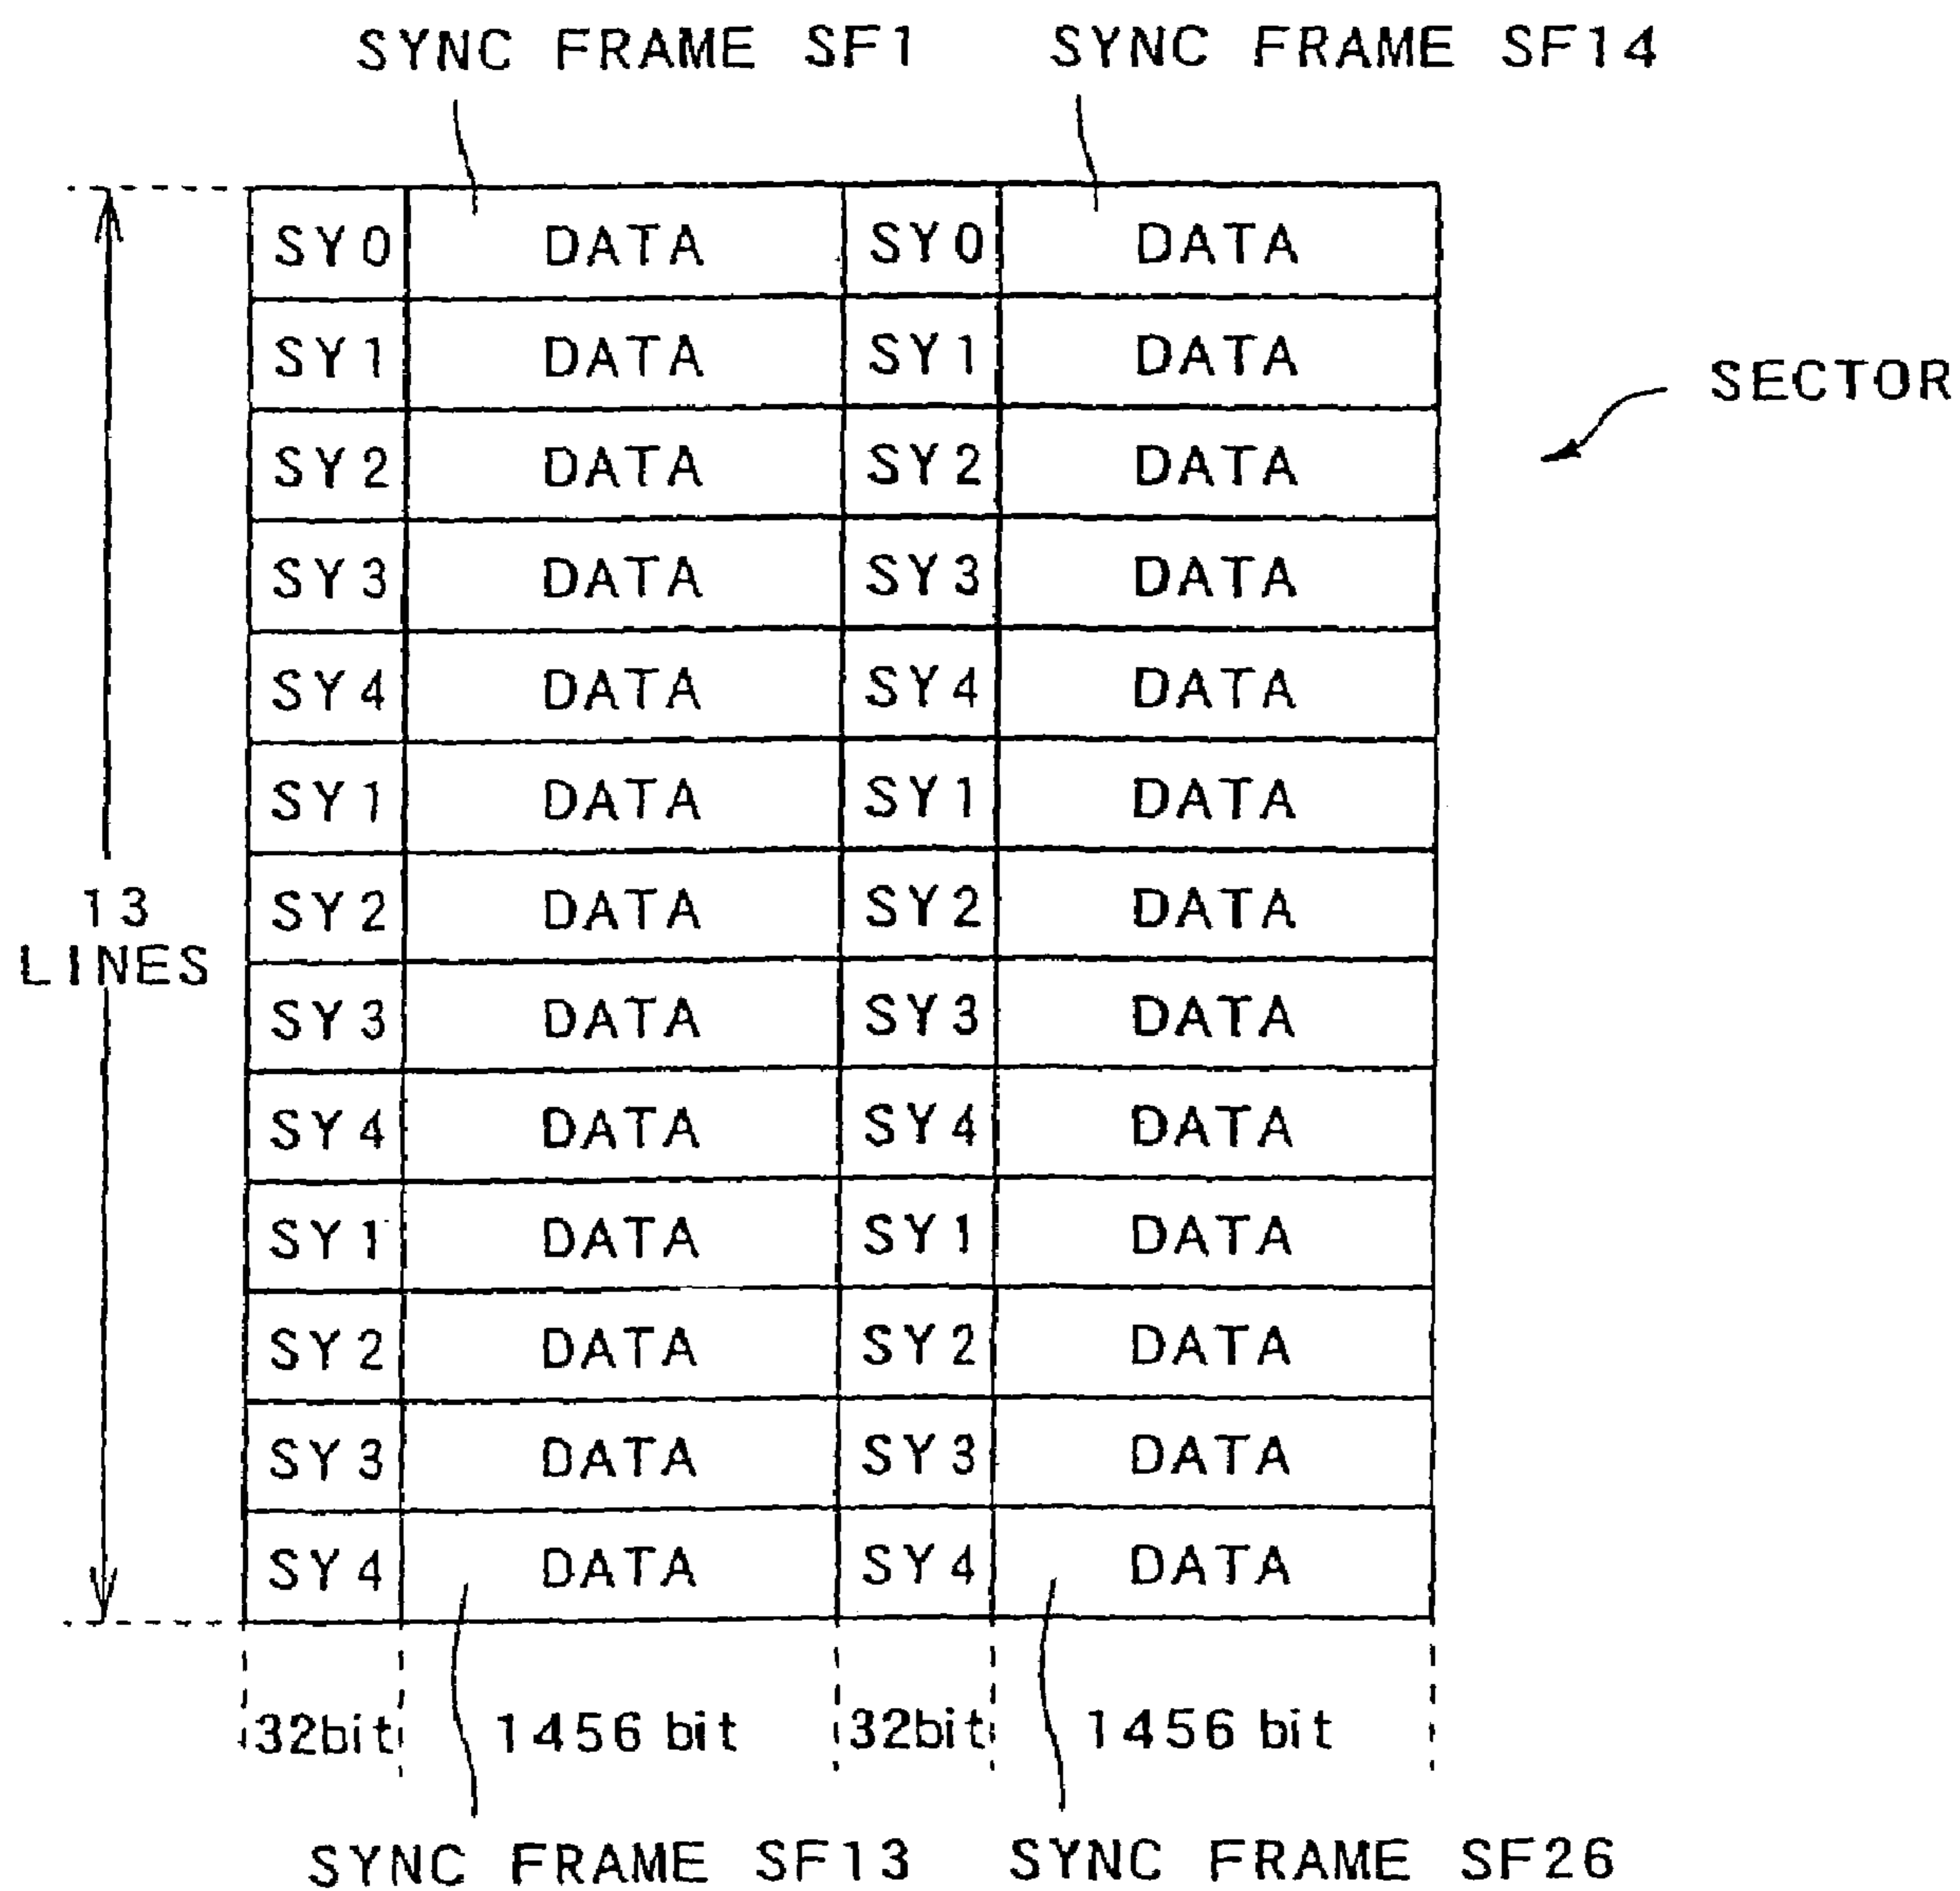 SYNC FRAME SF1 SYNC FRAME SF14
SY0 DATA SY0 DATA
SY1 DATA SY1 DATA
SECTOR
SY2 DATA SY2 DATA
SY3 DATA SY3 DATA
SY4 DATA SY4 DATA
SY1 DATA SY1 DATA
13
LINES
SY2 DATA SY2 DATA
SY3 DATA SY3 DATA
SY4 DATA SY4 DATA
SY1 DATA SY1 DATA
SY2 DATA SY2 DATA
SY3 DATA SY3 DATA
SY4 DATA SY4 DATA
32bit 1456 bit 32bit 1456 bit
SYNC FRAME SF13 SYNC FRAME SF26